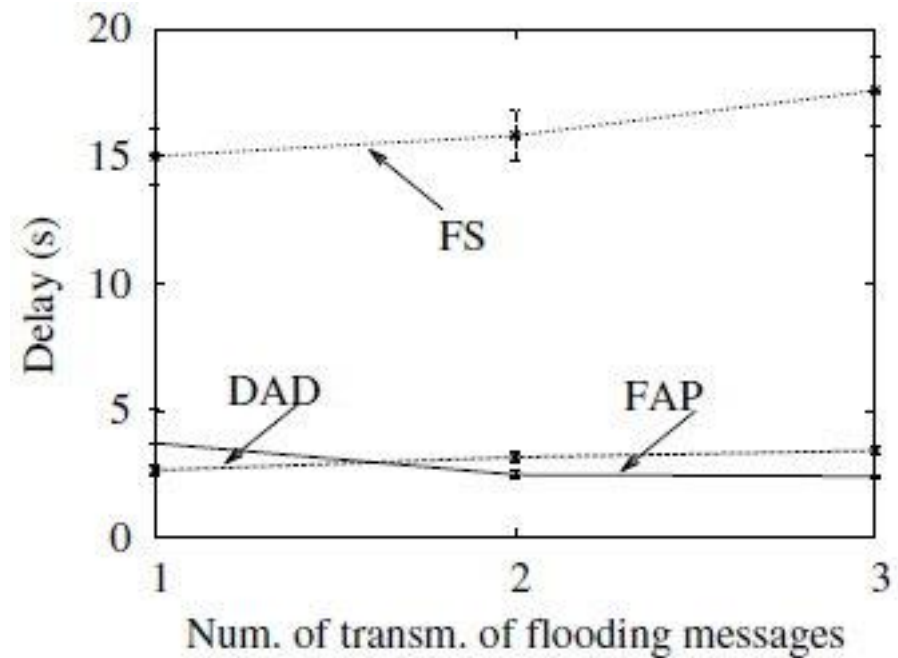 20
15
10
5
0
Delay (s)
FS
DAD
FAP
1 2 3
Num. of transm. of flooding messages